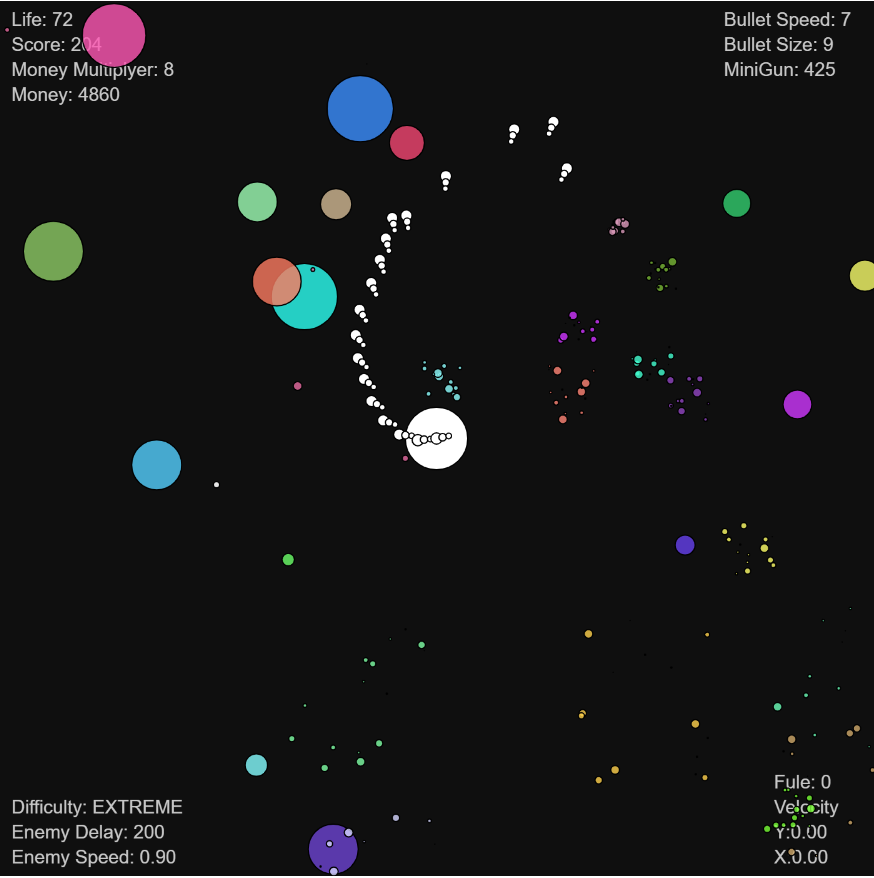 Life: 72
Score: 204
Money Multiplyer: 8
Money: 4860
Bullet Speed: 7
Bullet Size: 9
MiniGun: 425
Difficulty: EXTREME
Enemy Delay: 200
Enemy Speed: 0.90
Fule: 0
Velocity
Y:0.00
X:0.00